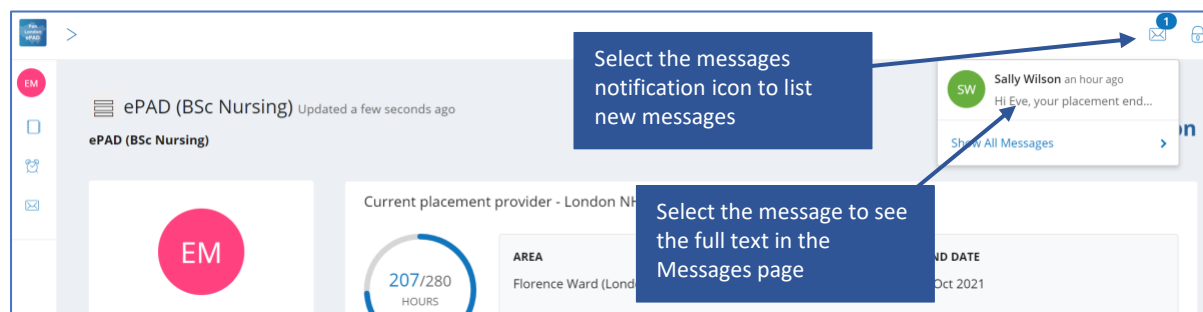 Pan
London
ePAD
>
1
EM
Select the messages
notification icon to list
new messages
SW
Sally Wilson an hour ago
Hi Eve, your placement end...
Show All Messages
ePAD (BSc Nursing) Updated a few seconds ago
ePAD (BSc Nursing)
EM
Current placement provider - London
207/280
HOURS
AREA
Florence Ward
Select the message to see
the full text in the
Messages page
DATE
Oct 2021